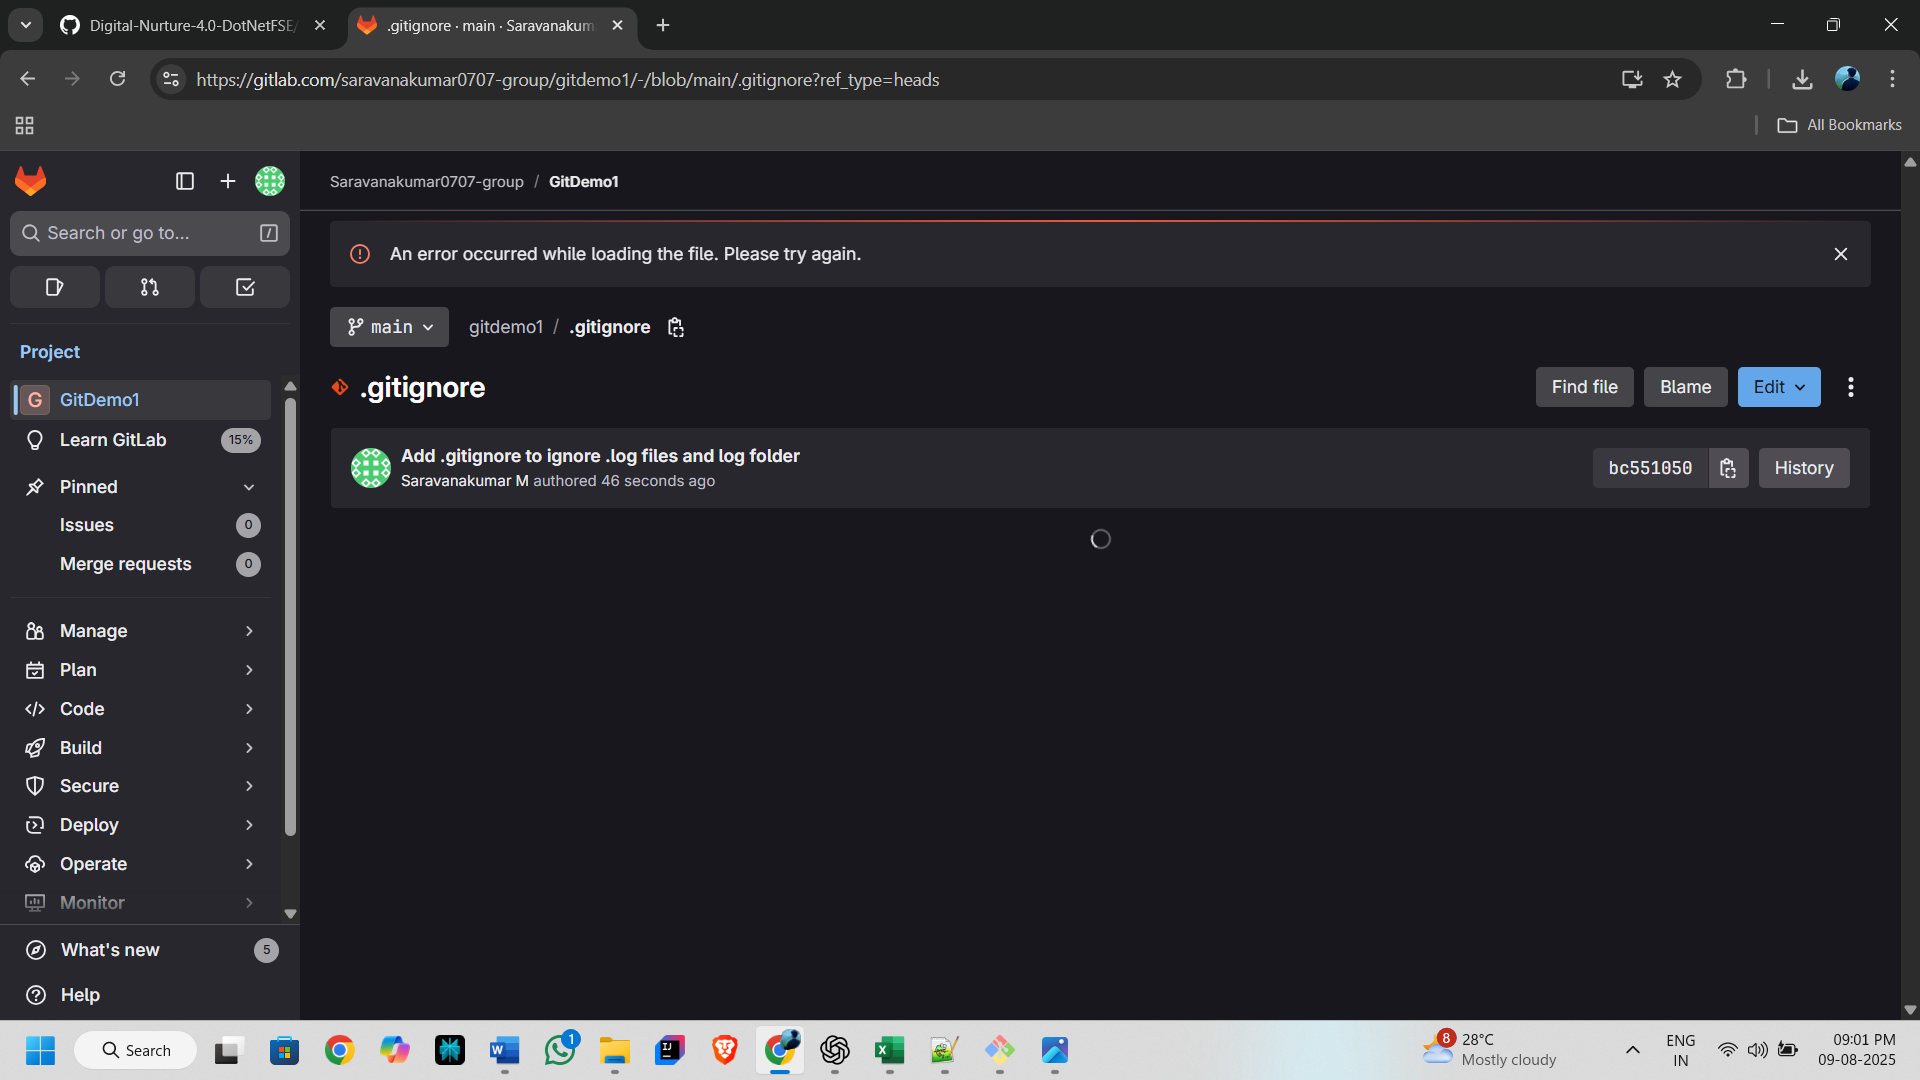 Digital-Nurture-4.0-DotNetFSE/
.gitignore · main · Saravanakum
https://gitlab.com/saravanakumar0707-group/gitdemo1/-/blob/main/.gitignore?ref_type=heads
All Bookmarks
Saravanakumar0707-group / GitDemo1
Search or go to... /
An error occurred while loading the file. Please try again.
main
gitdemo1 / .gitignore
Project
.gitignore
Find file
Blame
Edit
G GitDemo1
Learn GitLab 15%
Add .gitignore to ignore .log files and log folder
Saravanakumar M authored 46 seconds ago
bc551050
History
Pinned
Issues 0
Merge requests 0
Manage
Plan
Code
Build
Secure
Deploy
Operate
Monitor
What's new 5
Help
Search
1
8
28°C
Mostly cloudy
ENG
IN
09:01 PM
09-08-2025